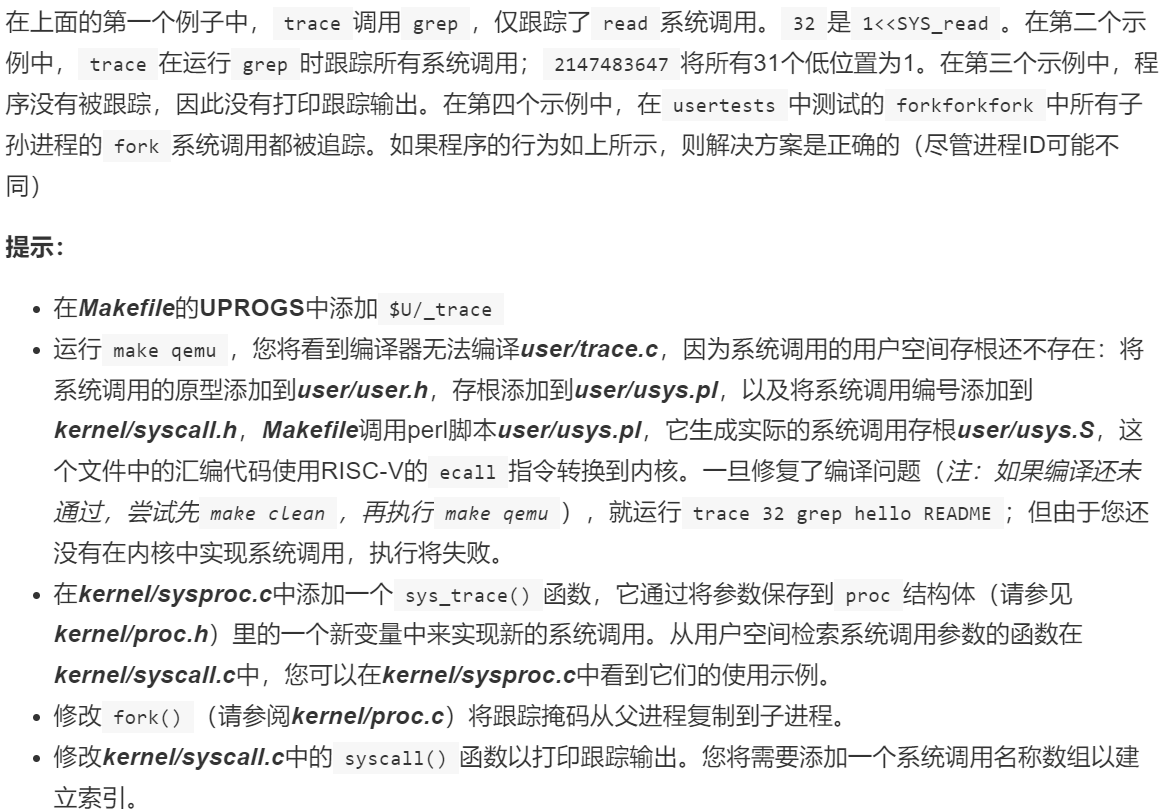 在上面的第一个例子中， trace 调用 grep ，仅跟踪了 read 系统调用。 32 是 1<<SYS_read 。在第二个示
例中， trace 在运行 grep 时跟踪所有系统调用； 2147483647 将所有31个低位置为1。在第三个示例中，程
序没有被跟踪，因此没有打印跟踪输出。在第四个示例中，在 usertests 中测试的 forkforkfork 中所有子
孙进程的 fork 系统调用都被追踪。如果程序的行为如上所示，则解决方案是正确的（尽管进程ID可能不
同）
提示：
• 在Makefile的UPROGS中添加 $U/_trace
• 运行 make qemu ，您将看到编译器无法编译user/trace.c，因为系统调用的用户空间存根还不存在：将
系统调用的原型添加到user/user.h，存根添加到user/usys.pl，以及将系统调用编号添加到
kernel/syscall.h，Makefile调用perl脚本user/usys.pl，它生成实际的系统调用存根user/usys.S，这
个文件中的汇编代码使用RISC-V的 ecall 指令转换到内核。一旦修复了编译问题（注：如果编译还未
通过，尝试先 make clean ，再执行 make qemu ），就运行 trace 32 grep hello README ；但由于您还
没有在内核中实现系统调用，执行将失败。
• 在kernel/sysproc.c中添加一个 sys_trace() 函数，它通过将参数保存到 proc 结构体（请参见
kernel/proc.h）里的一个新变量中来实现新的系统调用。从用户空间检索系统调用参数的函数在
kernel/syscall.c中，您可以在kernel/sysproc.c中看到它们的使用示例。
• 修改 fork() （请参阅kernel/proc.c）将跟踪掩码从父进程复制到子进程。
• 修改kernel/syscall.c中的 syscall() 函数以打印跟踪输出。您将需要添加一个系统调用名称数组以建
立索引。